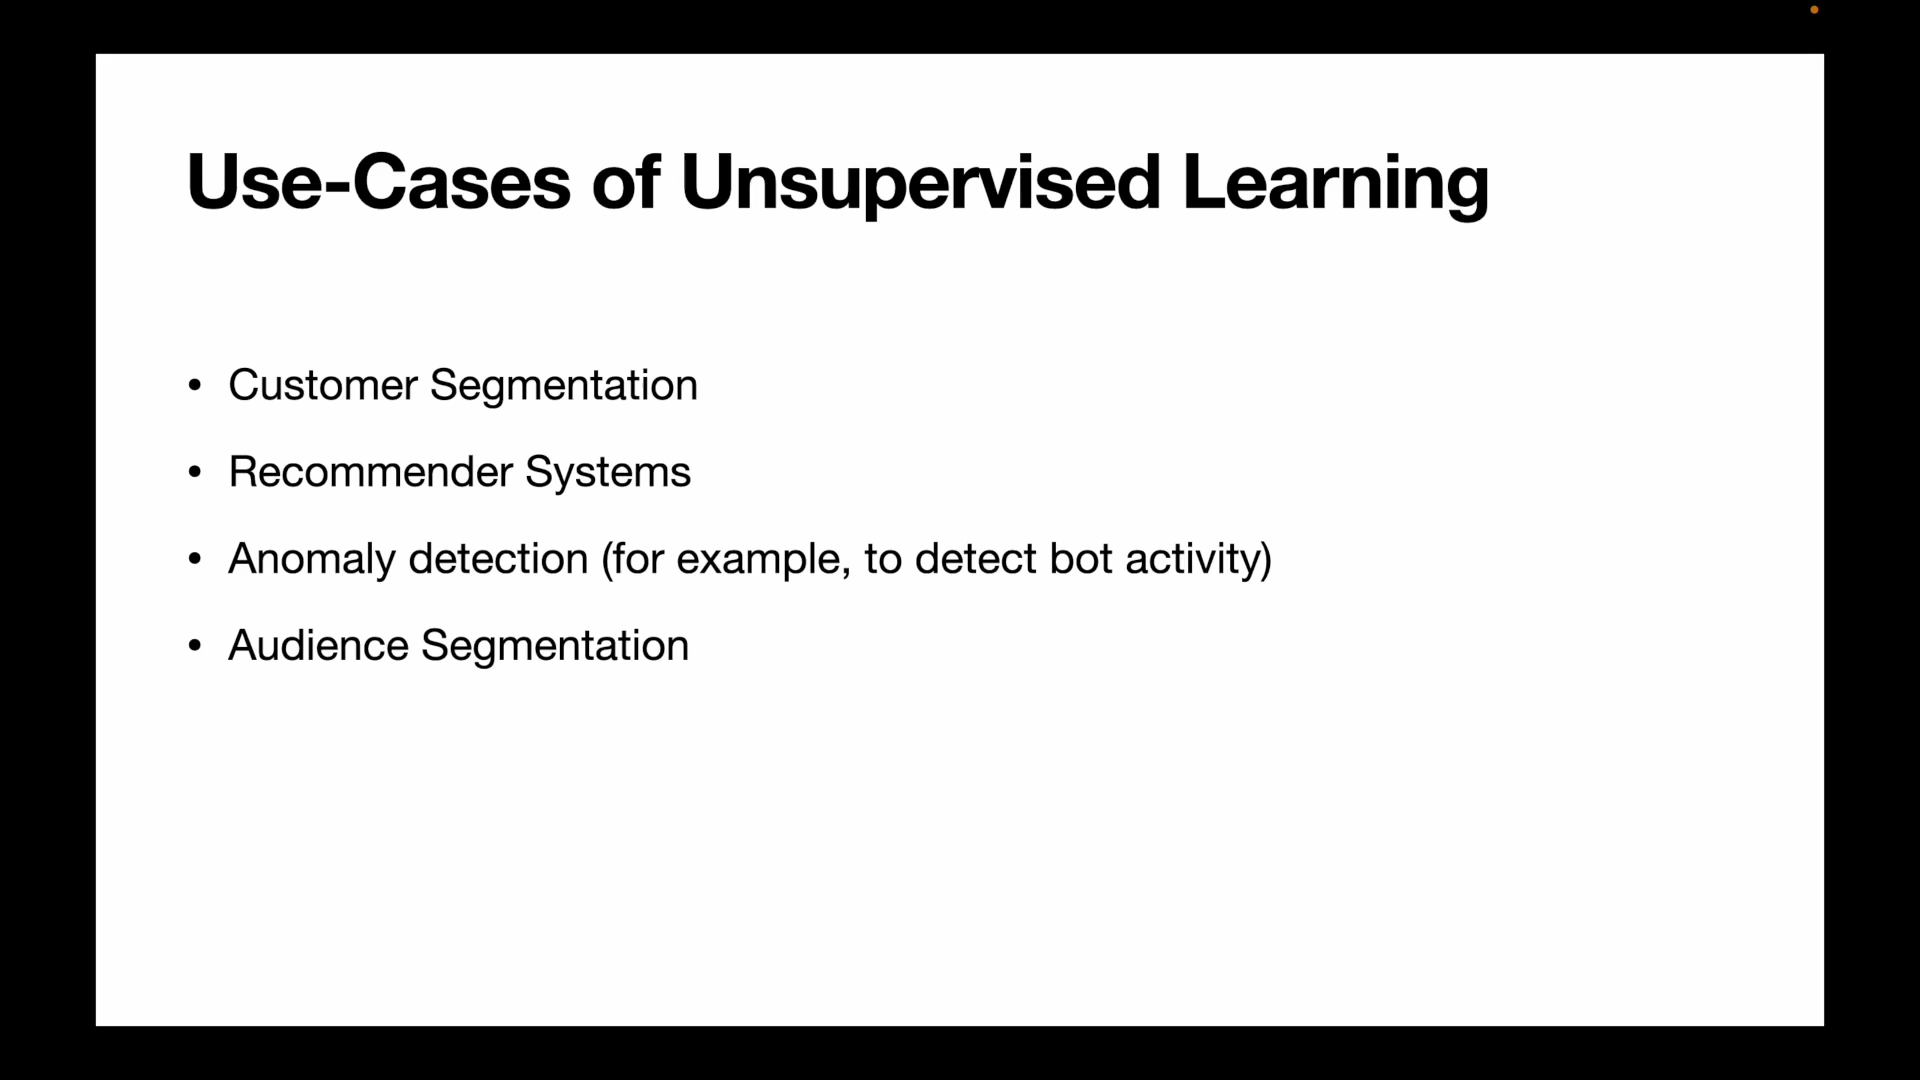 Use-Cases of Unsupervised Learning
• Customer Segmentation
• Recommender Systems
• Anomaly detection (for example, to detect bot activity)
• Audience Segmentation